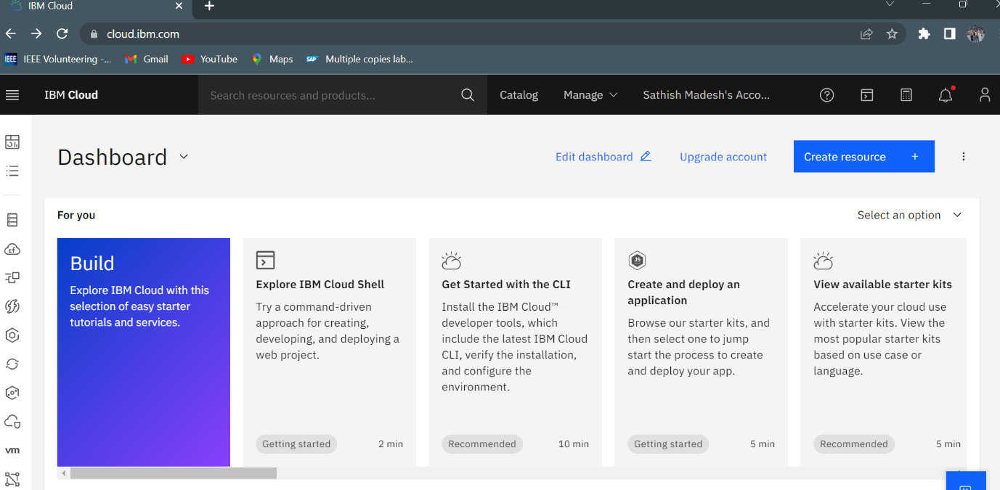 IBM Cloud
cloud.ibm.com
IEEE IEEE Volunteering -... Gmail YouTube Maps SAP Multiple copies lab...
IBM Cloud Search resources and products... Catalog Manage Sathish Madesh's Acco...
Dashboard Edit dashboard Upgrade account Create resource +
For you Select an option
Build
Explore IBM Cloud with this
selection of easy starter
tutorials and services.
Explore IBM Cloud Shell
Try a command-driven
approach for creating,
developing, and deploying a
web project.
Getting started 2 min
Get Started with the CLI
Install the IBM Cloud™
developer tools, which
include the latest IBM Cloud
CLI, verify the installation,
and configure the
environment.
Recommended 10 min
JS
Create and deploy an
application
Browse our starter kits, and
then select one to jump
start the process to create
and deploy your app.
Getting started 5 min
View available starter kits
Accelerate your cloud use
with starter kits. View the
most popular starter kits
based on use case or
language.
Recommended 5 min
cf
vm